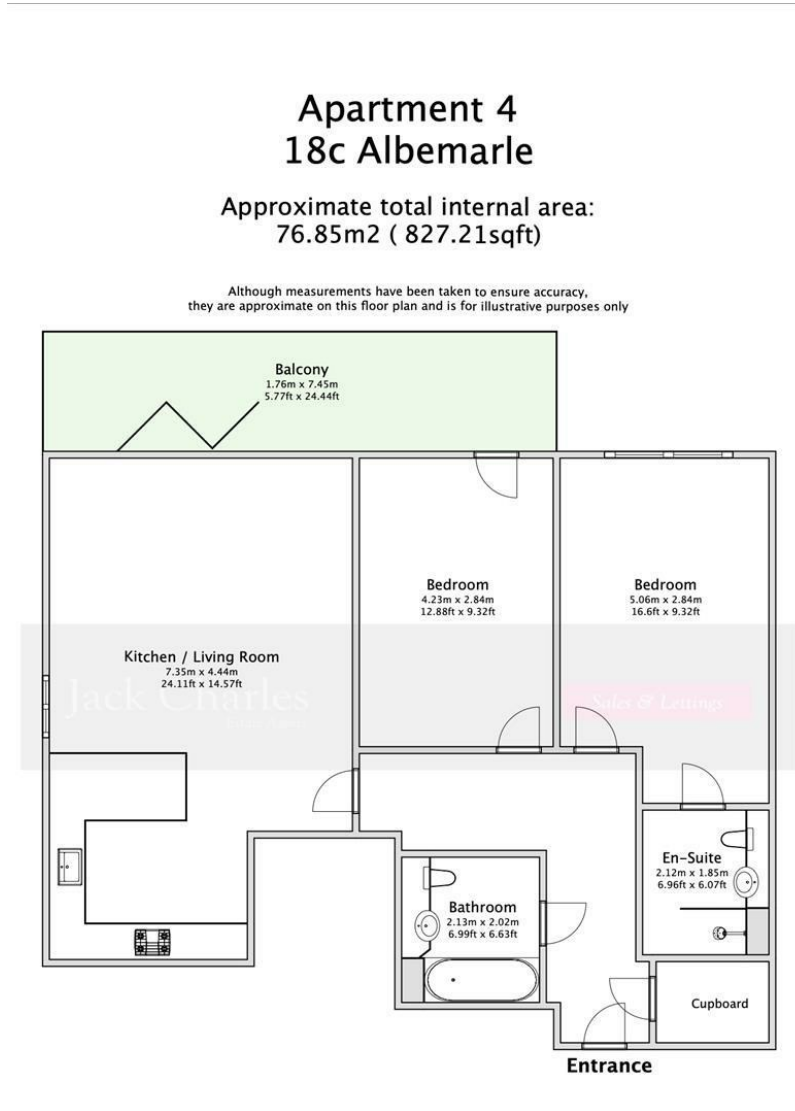 Apartment 4
18c Albemarle
Approximate total internal area:
76.85m2 ( 827.21sqft)
Although measurements have been taken to ensure accuracy,
they are approximate on this floor plan and is for illustrative purposes only
Balcony
1.76m x 7.45m
5.77ft x 24.44ft
Bedroom
4.23m x 2.84m
12.88ft x 9.32ft
Bedroom
5.06m x 2.84m
16.6ft x 9.32ft
Kitchen / Living Room
7.35m x 4.44m
24.11ft x 14.57ft
Jack Charles
Estate Agents
Sales & Lettings
En-Suite
2.12m x 1.85m
6.96ft x 6.07ft
Bathroom
2.13m x 2.02m
6.99ft x 6.63ft
Cupboard
Entrance